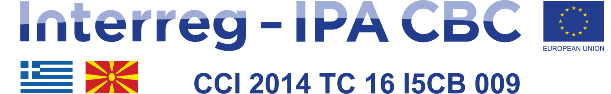 Interreg - IPA CBC
EUROPEAN UNION
CCI 2014 TC 16 I5CB 009